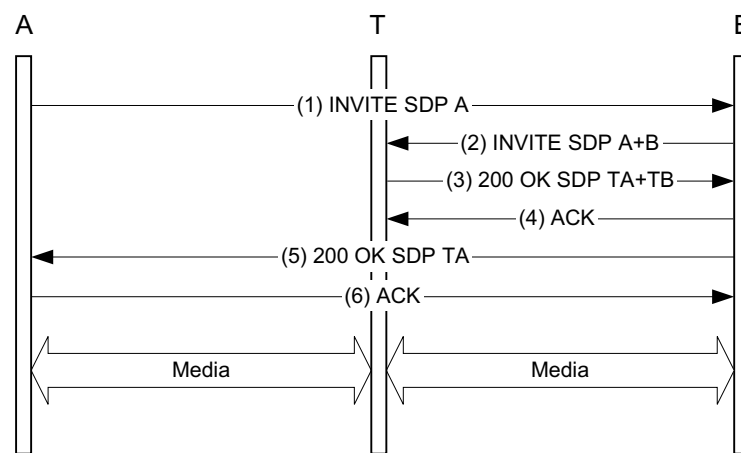 A T B
(1) INVITE SDP A
(2) INVITE SDP A+B
(3) 200 OK SDP TA+TB
(4) ACK
(5) 200 OK SDP TA
(6) ACK
Media Media